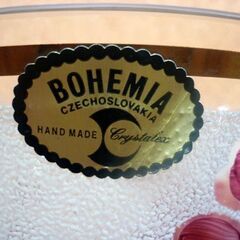 BOHEMIA
CZECHOSLOVAKIA
HAND MADE Crystalex